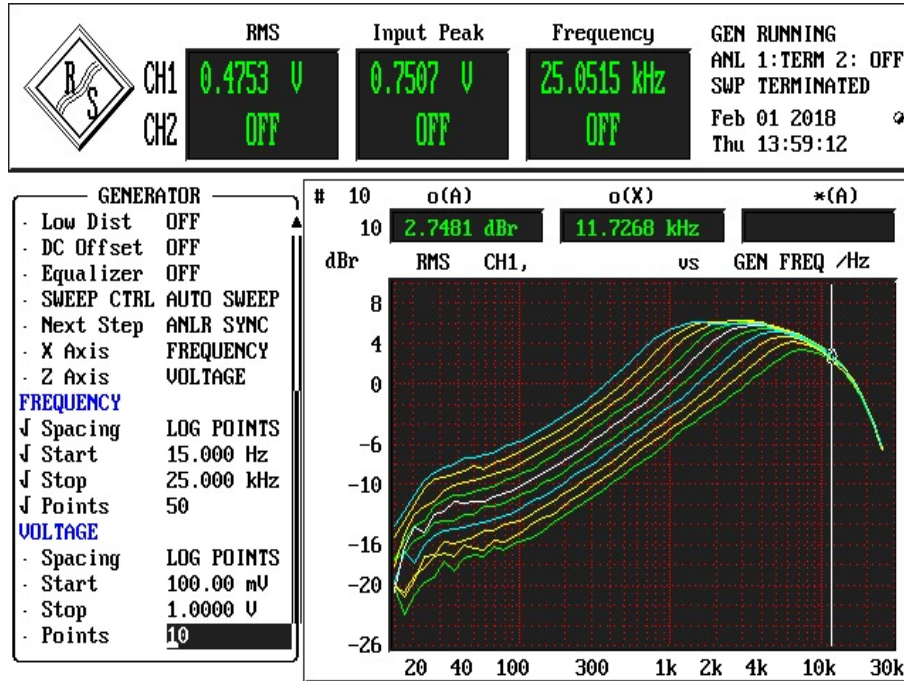 RMS Input Peak Frequency GEN RUNNING
ANL 1:TERM 2: OFF
R S CH1 0.4753 V 0.7507 V 25.0515 kHz SWP TERMINATED
CH2 OFF OFF OFF Feb 01 2018
Thu 13:59:12
GENERATOR
· Low Dist OFF
· DC Offset OFF
· Equalizer OFF
· SWEEP CTRL AUTO SWEEP
· Next Step ANLR SYNC
· X Axis FREQUENCY
· Z Axis VOLTAGE
FREQUENCY
√ Spacing LOG POINTS
√ Start 15.000 Hz
√ Stop 25.000 kHz
√ Points 50
VOLTAGE
· Spacing LOG POINTS
· Start 100.00 mV
· Stop 1.0000 V
· Points 10
# 10 o(A) o(X) *(A)
10 2.7481 dBr 11.7268 kHz
dBr RMS CH1, vs GEN FREQ /Hz
8
4
0
-6
-10
-16
-20
-26
20 40 100 300 1k 2k 4k 10k 30k